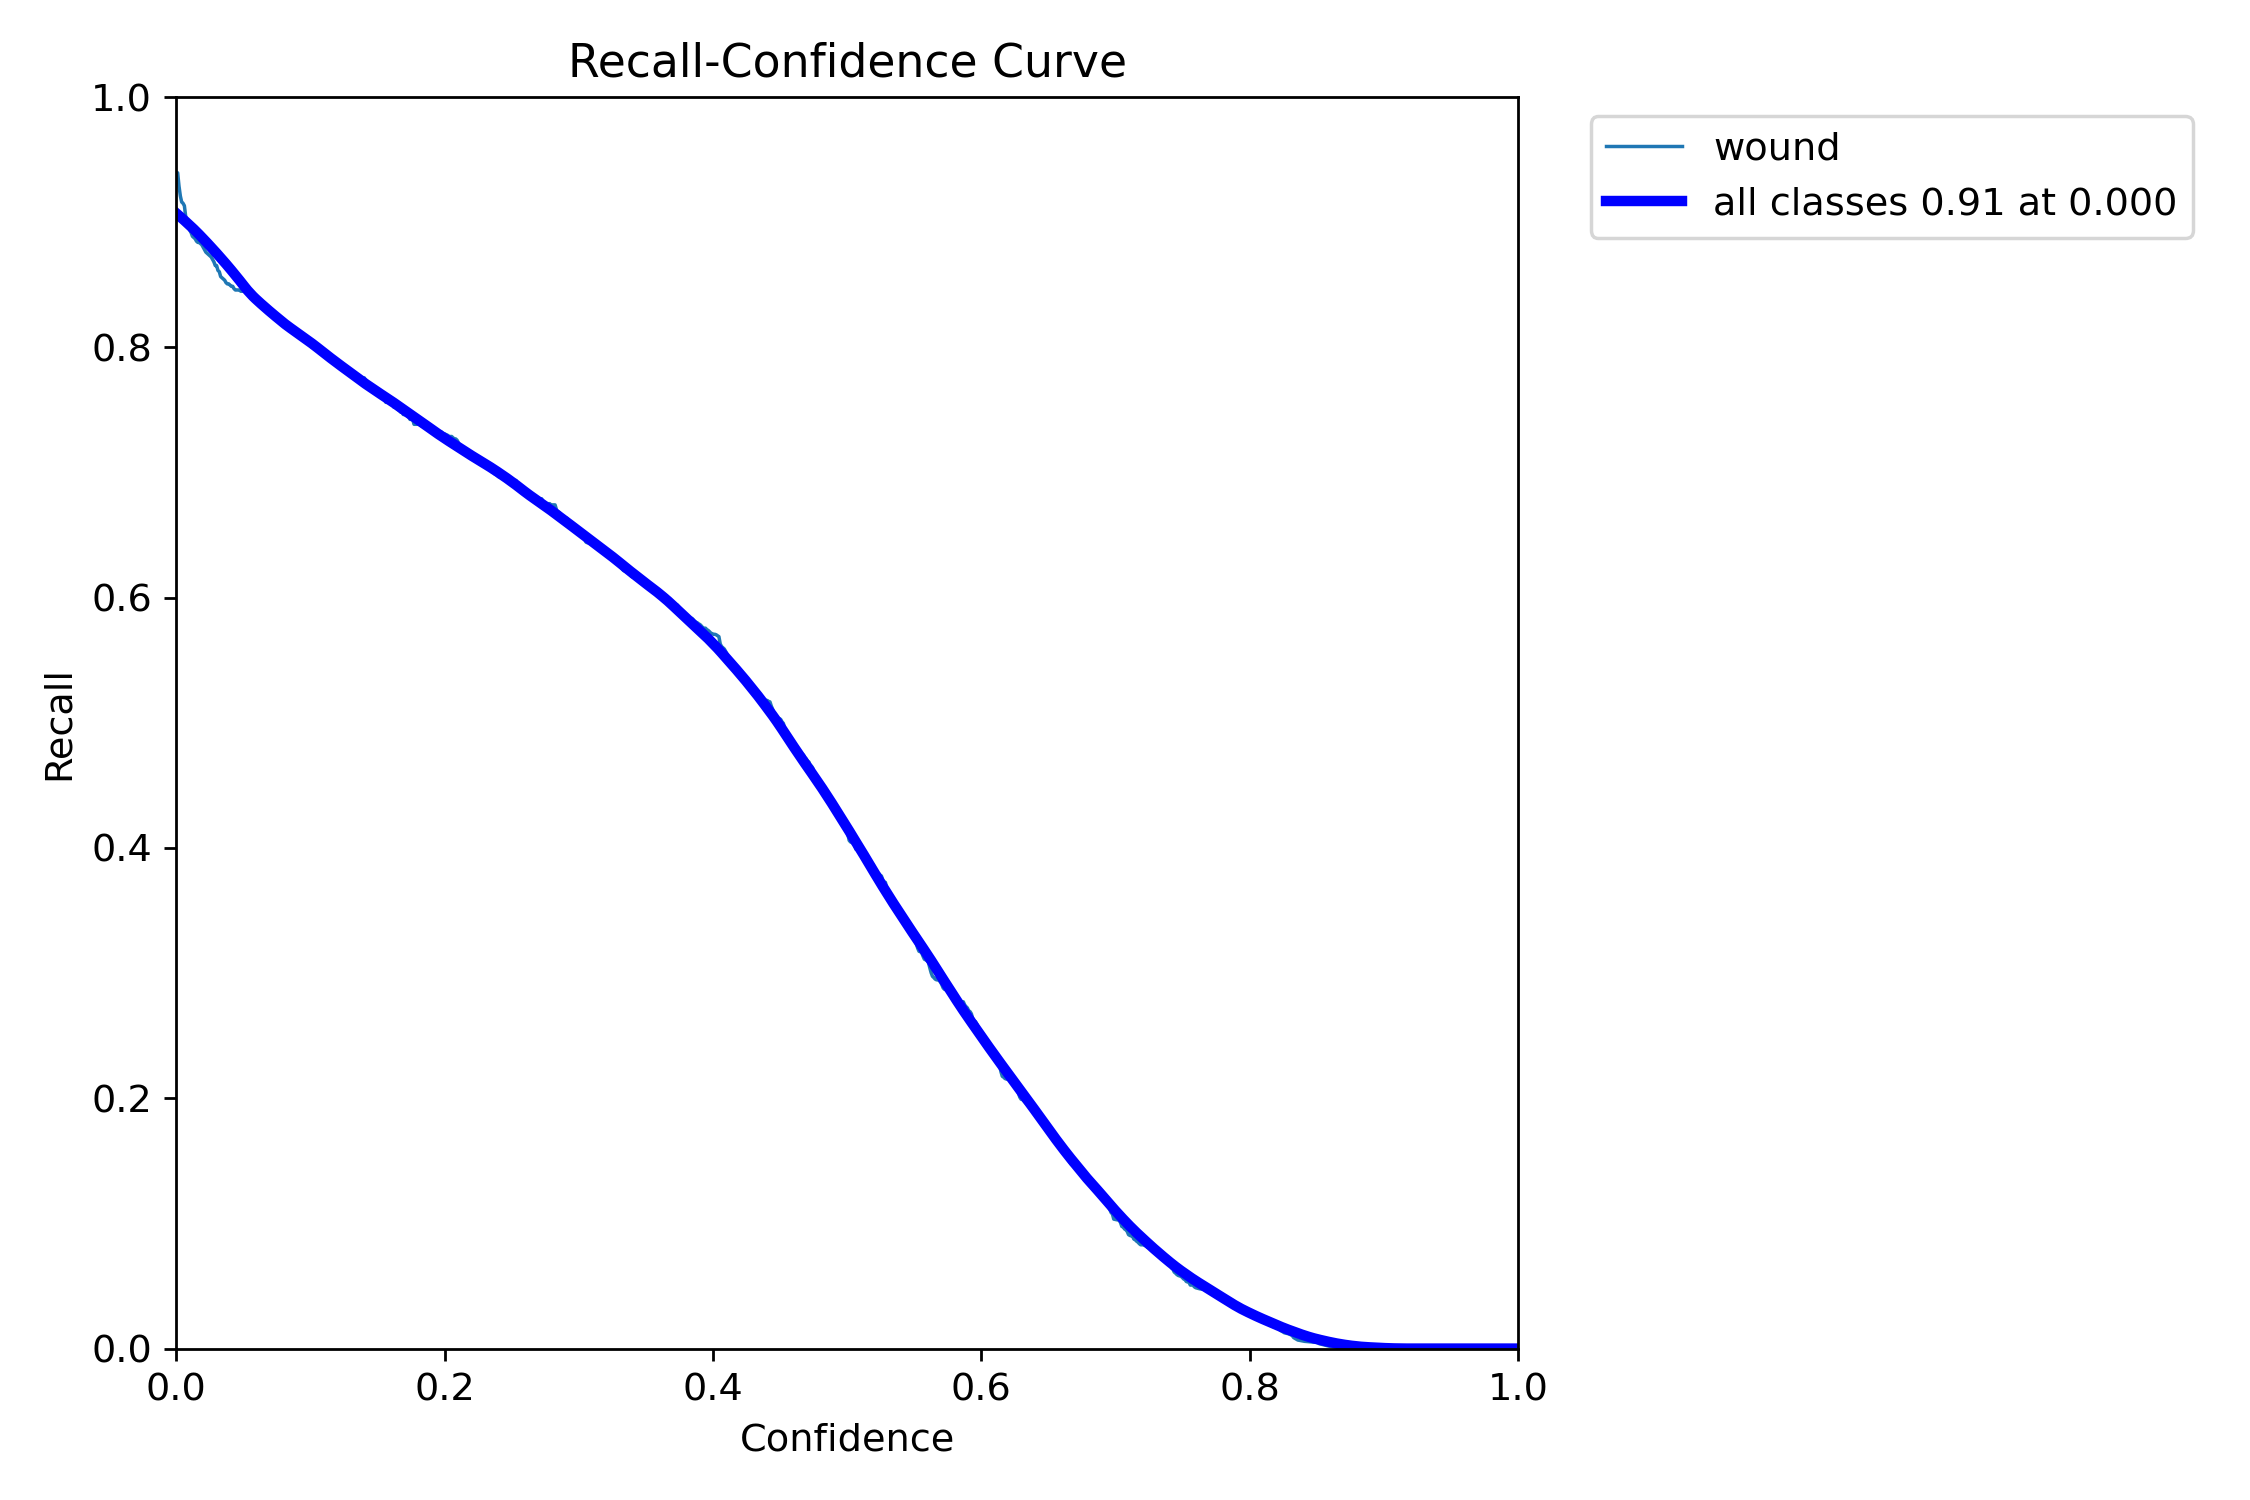 Recall-Confidence Curve
1.0
0.8
0.6
0.4
0.2
0.0
Recall
0.0 0.2 0.4 0.6 0.8 1.0
Confidence
wound
all classes 0.91 at 0.000